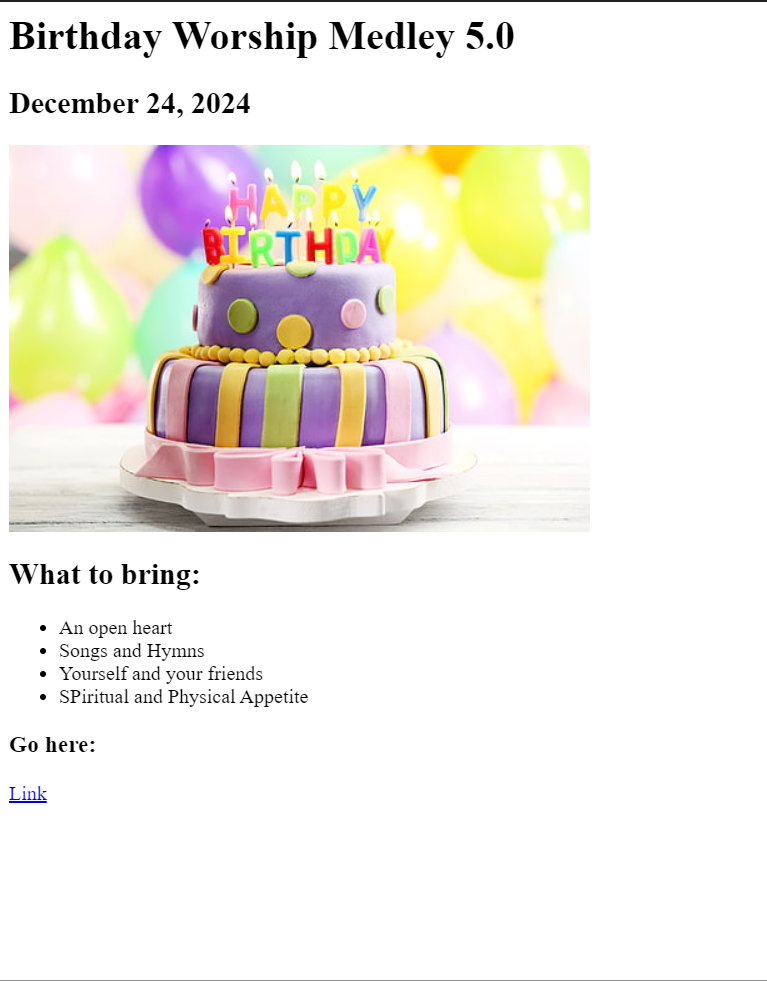 Birthday Worship Medley 5.0
December 24, 2024
HAPPY
BIRTHDAY
What to bring:
An open heart
Songs and Hymns
Yourself and your friends
SPiritual and Physical Appetite
Go here:
Link